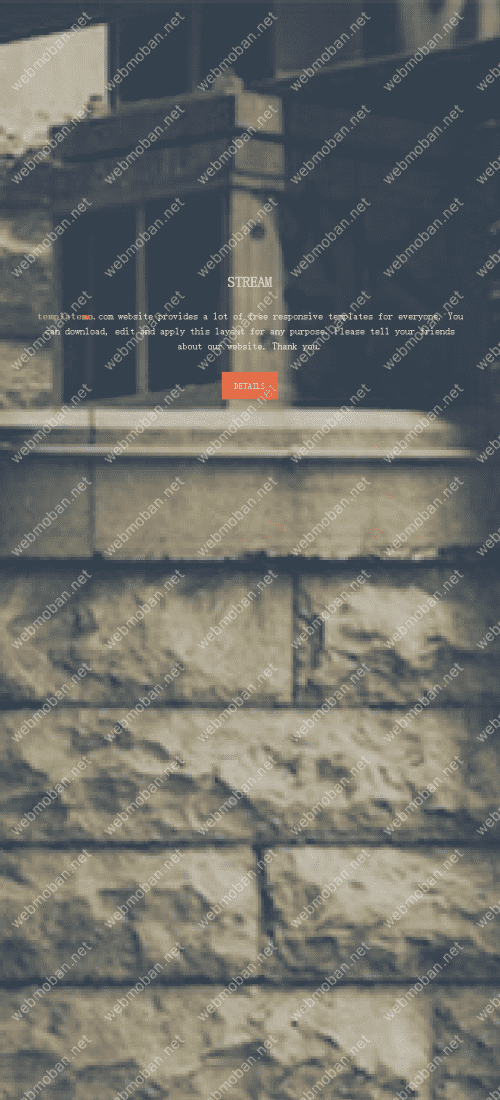 STREAM
templatemo.com website provides a lot of free responsive templates for everyone. You
can download, edit and apply this layout for any purpose. Please tell your friends
about our website. Thank you.
DETAILS
webmoban.net